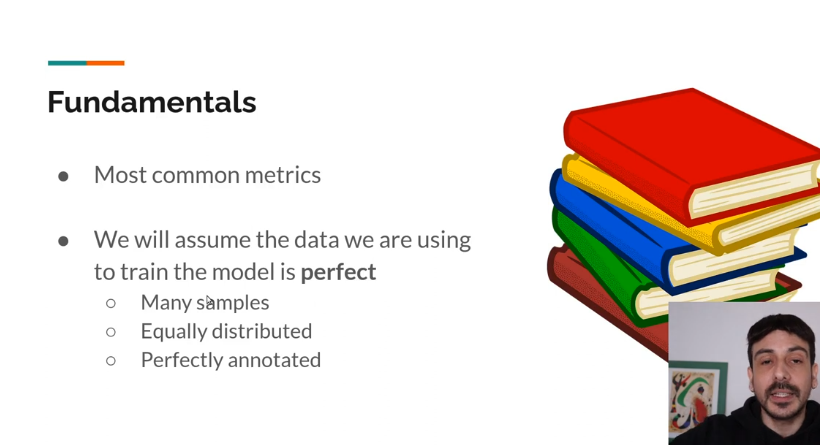 Fundamentals
● Most common metrics
● We will assume the data we are using
to train the model is perfect
○ Many samples
○ Equally distributed
○ Perfectly annotated